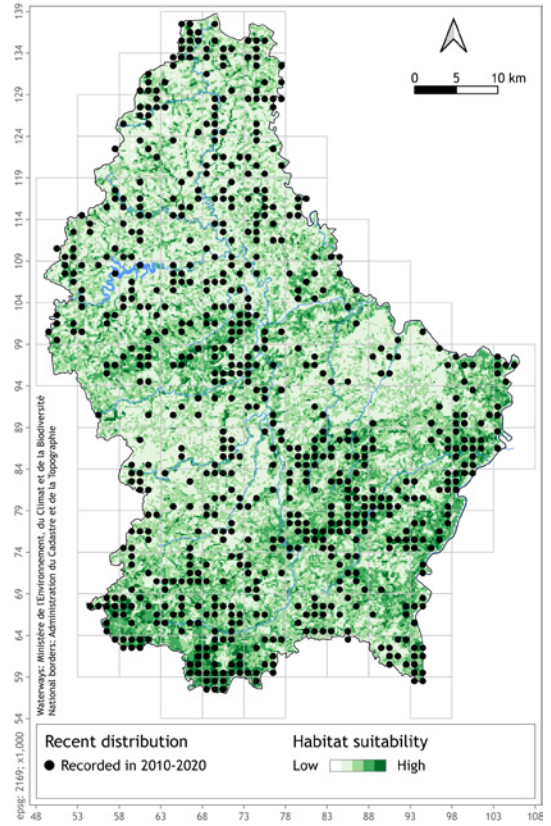 139
134
129
124
119
114
109
104
99
94
89
84
79
74
69
64
59
54
0 5 10 km
Waterways: Ministère de l'Environnement, du Climat et de la Biodiversité
National borders: Administration du Cadastre et de la Topographie
epsg: 2169; x1,000
Recent distribution
Recorded in 2010-2020
Habitat suitability
Low High
48 53 58 63 68 73 78 83 88 93 98 103 108